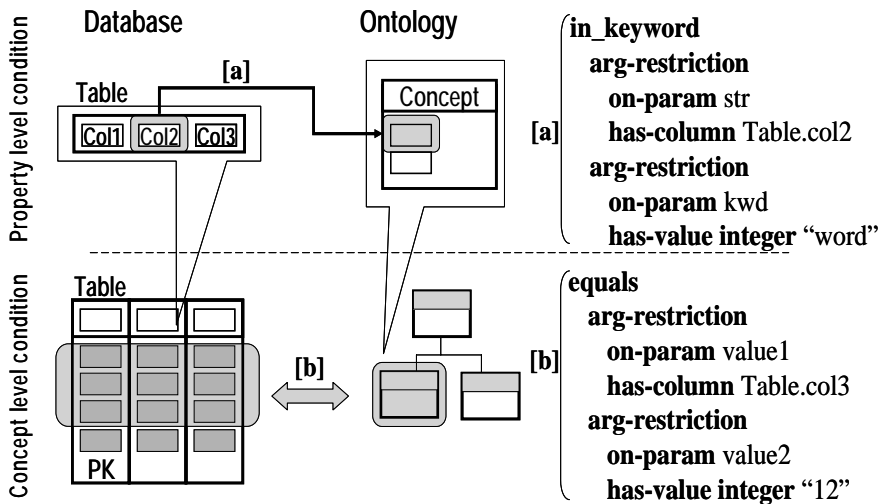 Database
Ontology
Property level condition
[a]
Table
Col1 Col2 Col3
Concept
[a]
in_keyword
arg-restriction
on-param str
has-column Table.col2
arg-restriction
on-param kwd
has-value integer “word”
Concept level condition
Table
PK
[b]
[b]
equals
arg-restriction
on-param value1
has-column Table.col3
arg-restriction
on-param value2
has-value integer “12”